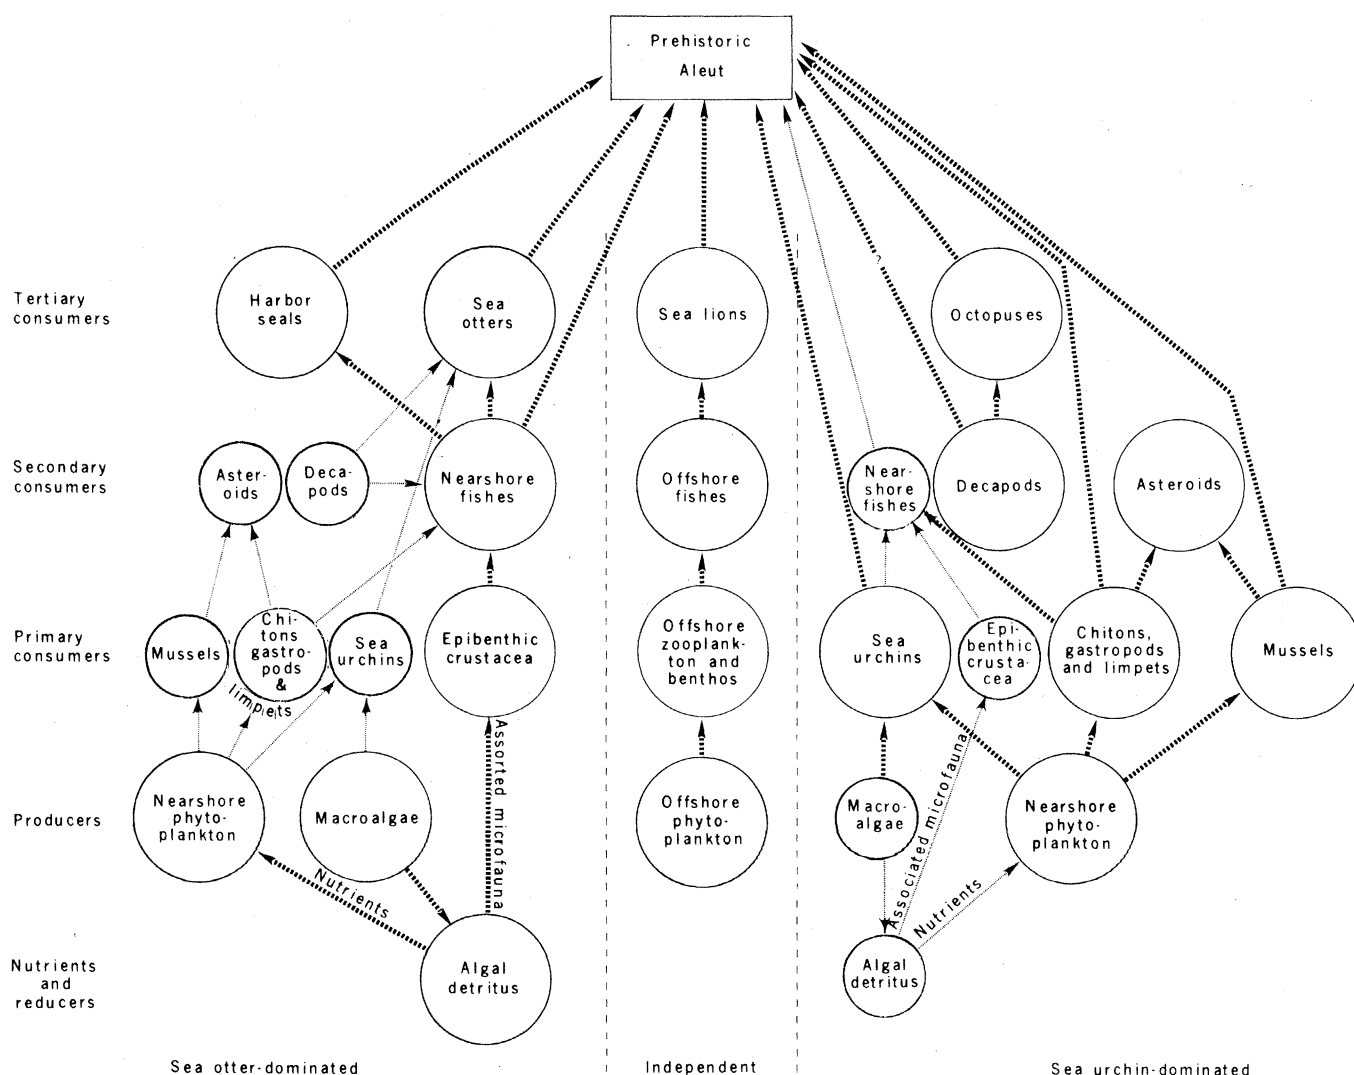 Prehistoric
Aleut
Tertiary
consumers
Harbor
seals
Sea
otters
Sea lions
?
Octopuses
Secondary
consumers
Aster-
oids
Deca-
pods
Nearshore
fishes
Offshore
fishes
Near-
shore
fishes
Decapods
Asteroids
Primary
consumers
Mussels
Chi-
tons
gastro-
pods
&
limpets
Sea
urchins
Epibenthic
crustacea
Offshore
zooplank-
ton and
benthos
Sea
urchins
Epi-
benthic
crusta-
cea
Chitons,
gastropods
and limpets
Mussels
Producers
Nearshore
phyto-
plankton
Macroalgae
Assorted microfauna
Offshore
phyto-
plankton
Macro-
algae
Associated microfauna
Nearshore
phyto-
plankton
Nutrients
Nutrients
Nutrients
and
reducers
Algal
detritus
Algal
detritus
Sea otter-dominated
Independent
Sea urchin-dominated